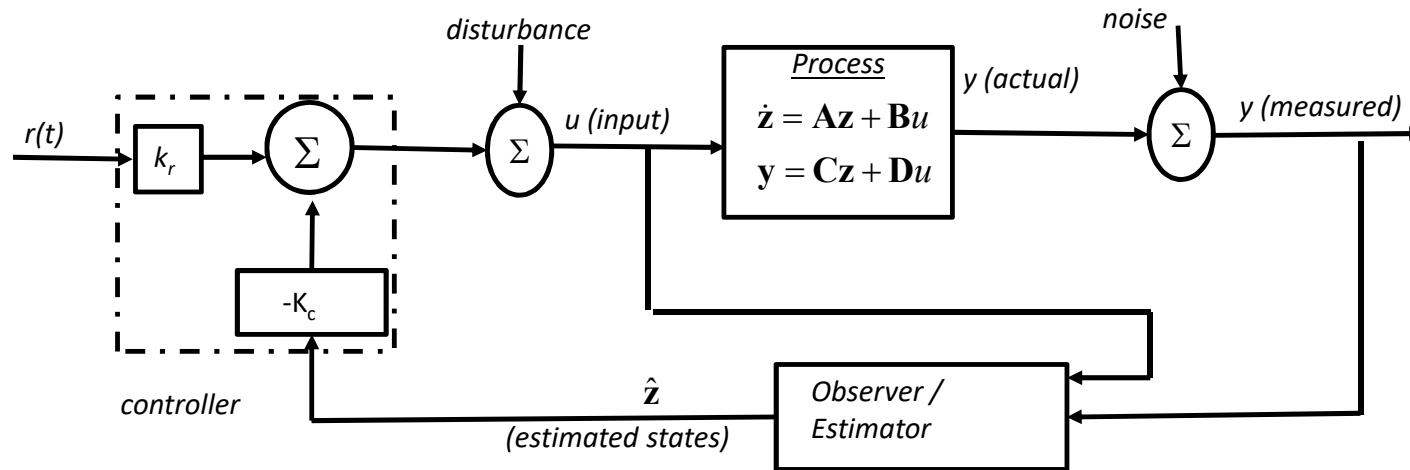 disturbance
noise
r(t)
k_r
Σ
Σ
u (input)
Process
ż = Az + Bu
y = Cz + Du
y (actual)
Σ
y (measured)
-K_c
controller
ẑ
(estimated states)
Observer /
Estimator